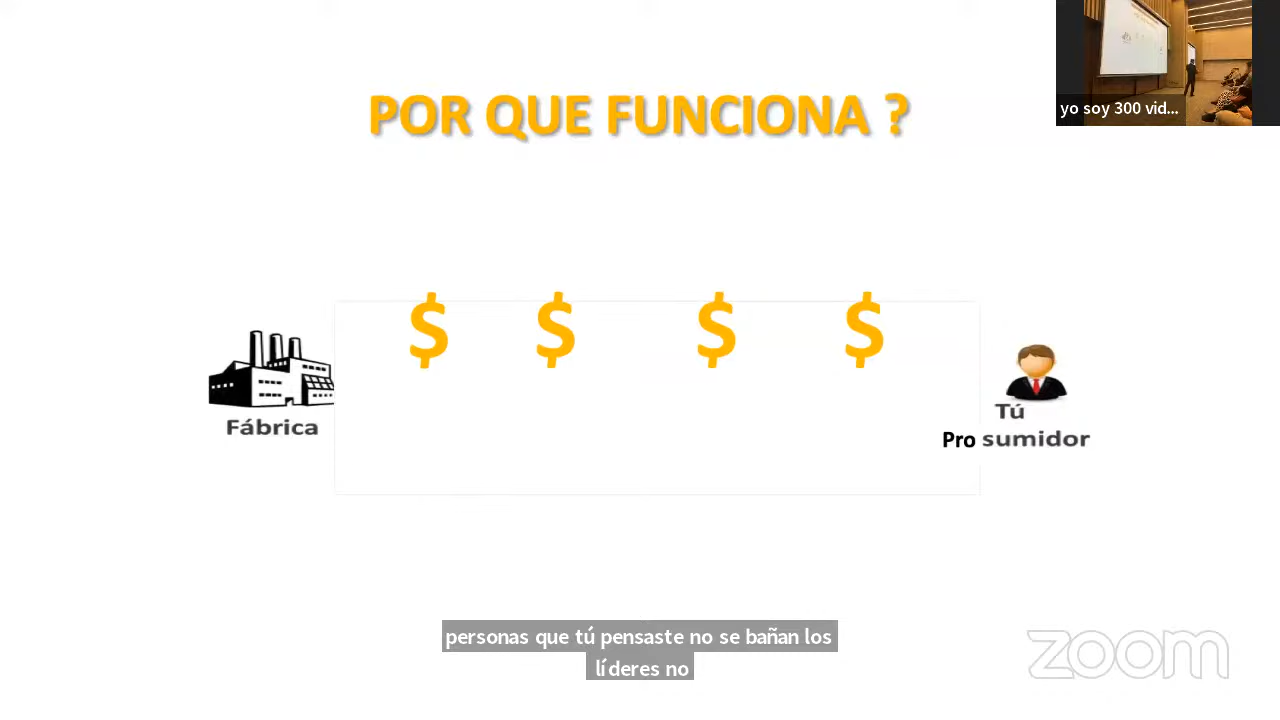 POR QUE FUNCIONA ?
yo soy 300 vid...
$ $ $ $
Fábrica
Tú
Pro sumidor
personas que tú pensaste no se bañan los
líderes no
zoom